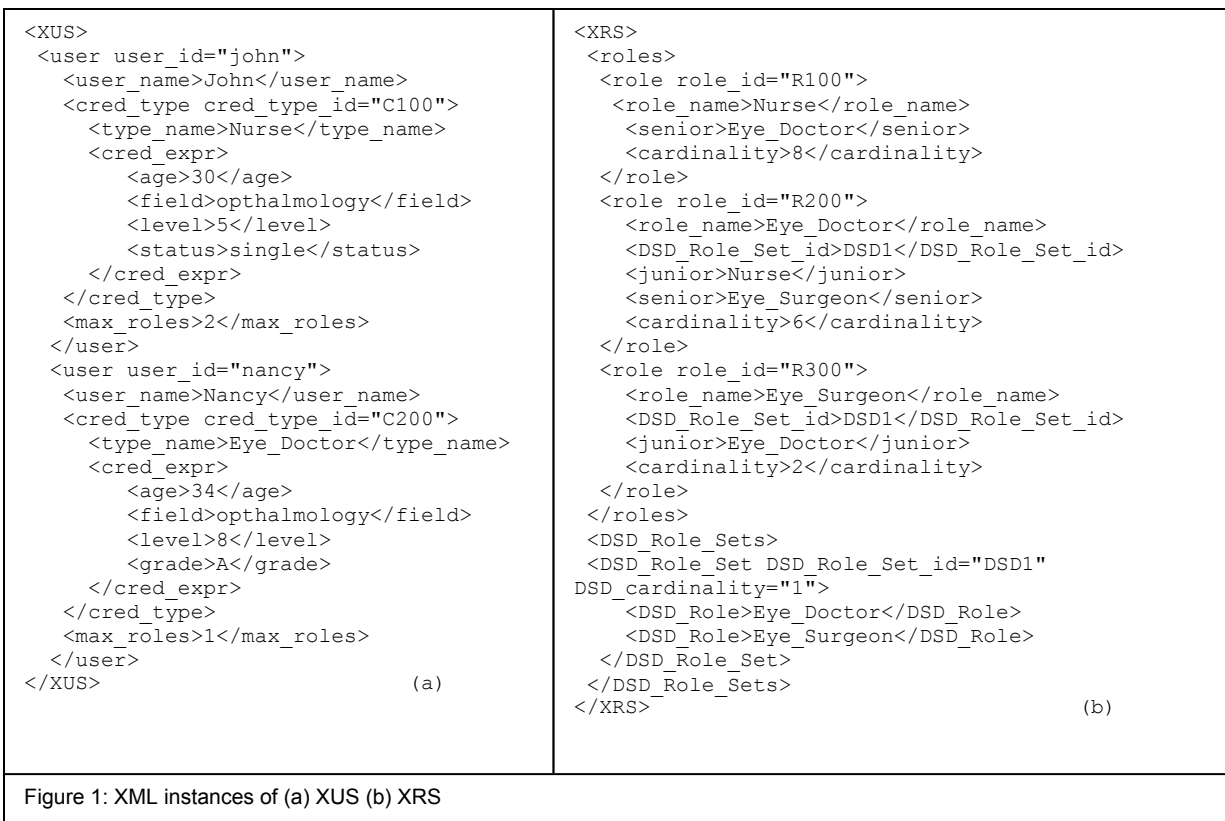 <XUS>
<user user_id="john">
<user_name>John</user_name>
<cred_type cred_type_id="C100">
<type_name>Nurse</type_name>
<cred_expr>
<age>30</age>
<field>opthalmology</field>
<level>5</level>
<status>single</status>
</cred_expr>
</cred_type>
<max_roles>2</max_roles>
</user>
<user user_id="nancy">
<user_name>Nancy</user_name>
<cred_type cred_type_id="C200">
<type_name>Eye_Doctor</type_name>
<cred_expr>
<age>34</age>
<field>opthalmology</field>
<level>8</level>
<grade>A</grade>
</cred_expr>
</cred_type>
<max_roles>1</max_roles>
</user>
</XUS> (a)
<XRS>
<roles>
<role role_id="R100">
<role_name>Nurse</role_name>
<senior>Eye_Doctor</senior>
<cardinality>8</cardinality>
</role>
<role role_id="R200">
<role_name>Eye_Doctor</role_name>
<DSD_Role_Set_id>DSD1</DSD_Role_Set_id>
<junior>Nurse</junior>
<senior>Eye_Surgeon</senior>
<cardinality>6</cardinality>
</role>
<role role_id="R300">
<role_name>Eye_Surgeon</role_name>
<DSD_Role_Set_id>DSD1</DSD_Role_Set_id>
<junior>Eye_Doctor</junior>
<cardinality>2</cardinality>
</role>
</roles>
<DSD_Role_Sets>
<DSD_Role_Set DSD_Role_Set_id="DSD1"
DSD_cardinality="1">
<DSD_Role>Eye_Doctor</DSD_Role>
<DSD_Role>Eye_Surgeon</DSD_Role>
</DSD_Role_Set>
</DSD_Role_Sets>
</XRS> (b)
Figure 1: XML instances of (a) XUS (b) XRS